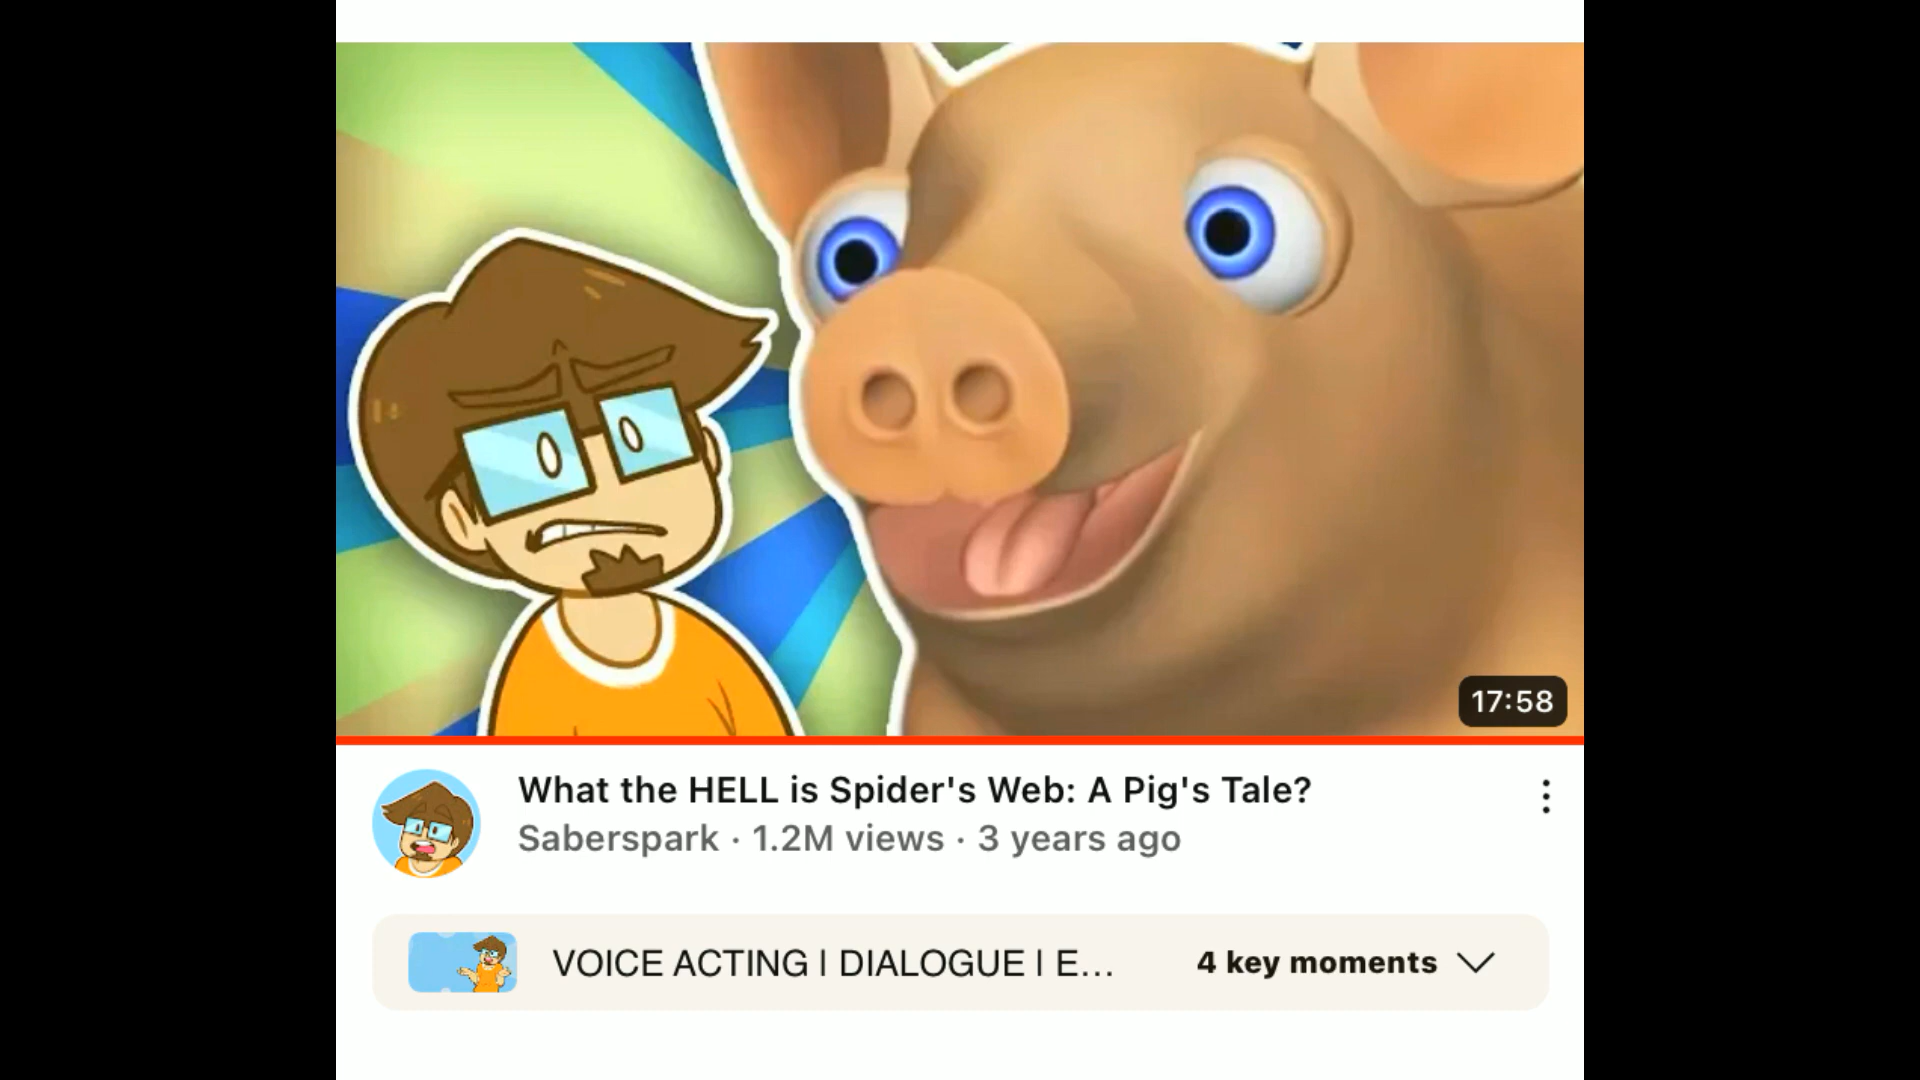 17:58
What the HELL is Spider's Web: A Pig's Tale?
Saberspark · 1.2M views · 3 years ago
VOICE ACTING | DIALOGUE | E... 4 key moments